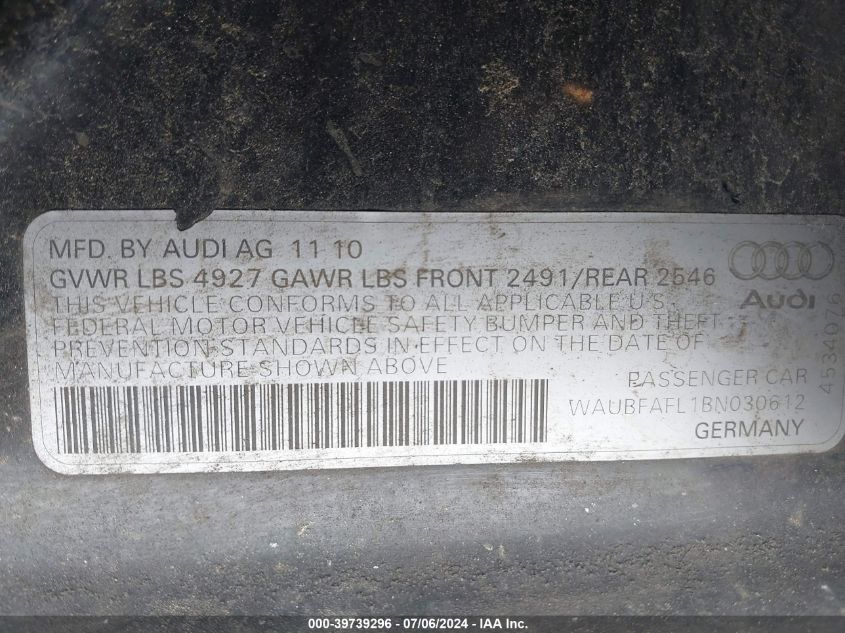 MFD. BY AUDI AG 11 10
GVWR LBS 4927 GAWR LBS FRONT 2491/REAR 2546
THIS VEHICLE CONFORMS TO ALL APPLICABLE U.S.
FEDERAL MOTOR VEHICLE SAFETY BUMPER AND THEFT
PREVENTION STANDARDS IN EFFECT ON THE DATE OF
MANUFACTURE SHOWN ABOVE
Audi
4534076
PASSENGER CAR
WAUBFAFL1BN030612
GERMANY
000-39739296 - 07/06/2024 - IAA Inc.